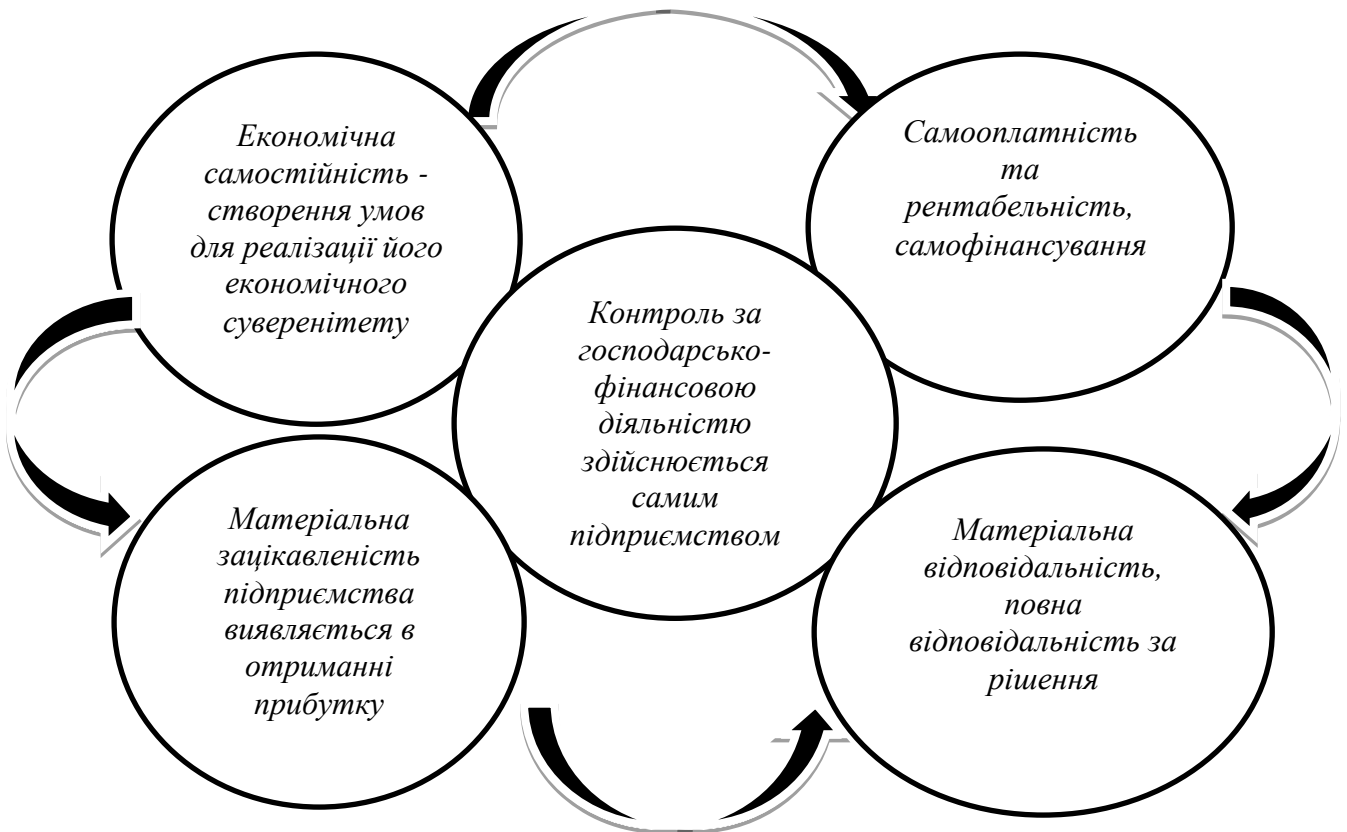 Економічна
самостійність -
створення умов
для реалізації його
економічного
суверенітету
Самооплатність
та
рентабельність,
самофінансування
Контроль за
господарсько-
фінансовою
діяльністю
здійснюється
самим
підприємством
Матеріальна
зацікавленість
підприємства
виявляється в
отриманні
прибутку
Матеріальна
відповідальність,
повна
відповідальність за
рішення